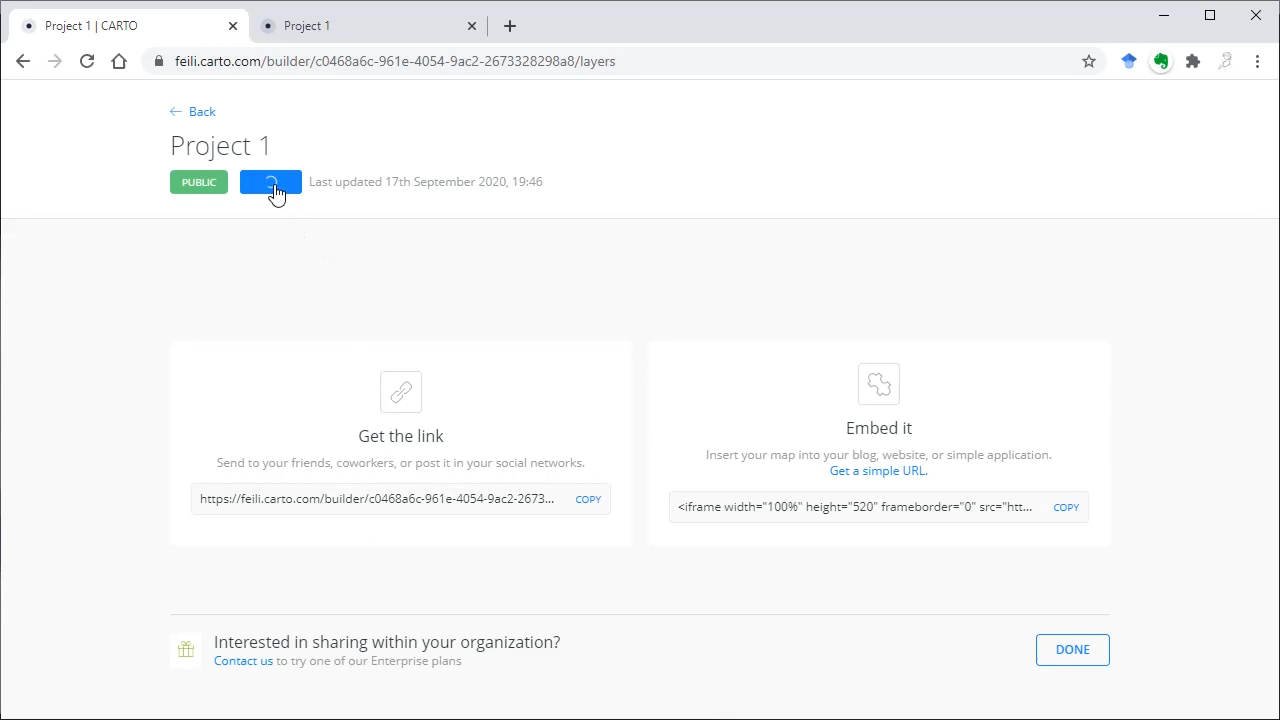 Project 1 | CARTO
Project 1
feili.carto.com/builder/c0468a6c-961e-4054-9ac2-267338298a8/layers
Back
Project 1
PUBLIC
Last updated 17th September 2020, 19:46
Get the link
Send to your friends, coworkers, or post it in your social networks.
https://feili.carto.com/builder/c0468a6c-961e-4054-9ac2-2673...
COPY
Embed it
Insert your map into your blog, website, or simple application.
Get a simple URL.
<iframe width="100%" height="520" frameborder="0" src="htt...
COPY
Interested in sharing within your organization?
Contact us to try one of our Enterprise plans
DONE